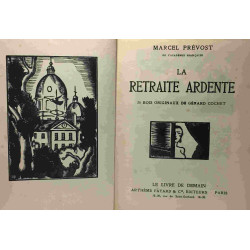 MARCEL PRÉVOST
DE L'ACADÉMIE FRANÇAISE
LA
RETRAITE ARDENTE
BOIS ORIGINAUX DE GÉRARD COCHET
LE LIVRE DE DEMAIN
ARTHÈME FAYARD & Cie, ÉDITEURS PARIS